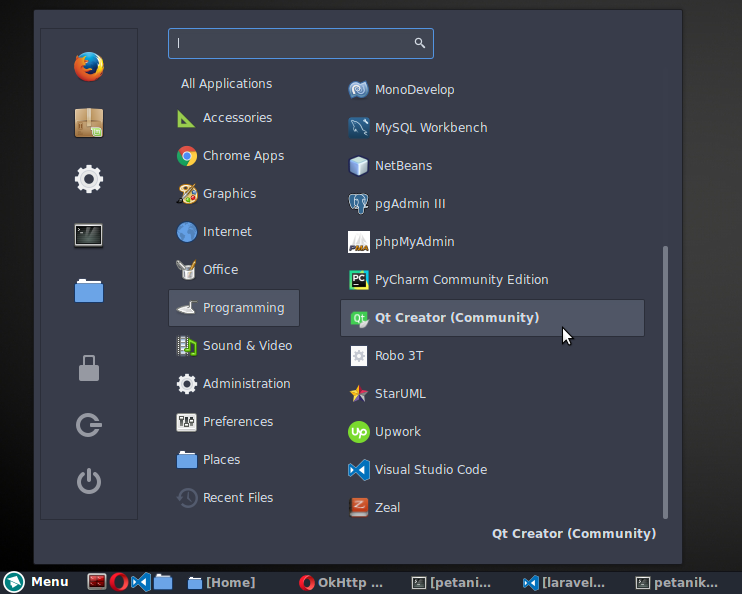 All Applications
Accessories
Chrome Apps
Graphics
Internet
Office
Programming
Sound & Video
Administration
Preferences
Places
Recent Files
MonoDevelop
MySQL Workbench
NetBeans
pgAdmin III
phpMyAdmin
PyCharm Community Edition
Qt Creator (Community)
Robo 3T
StarUML
Upwork
Visual Studio Code
Zeal
Qt Creator (Community)
Menu [Home] OkHttp ... [petani... [laravel... petanik...